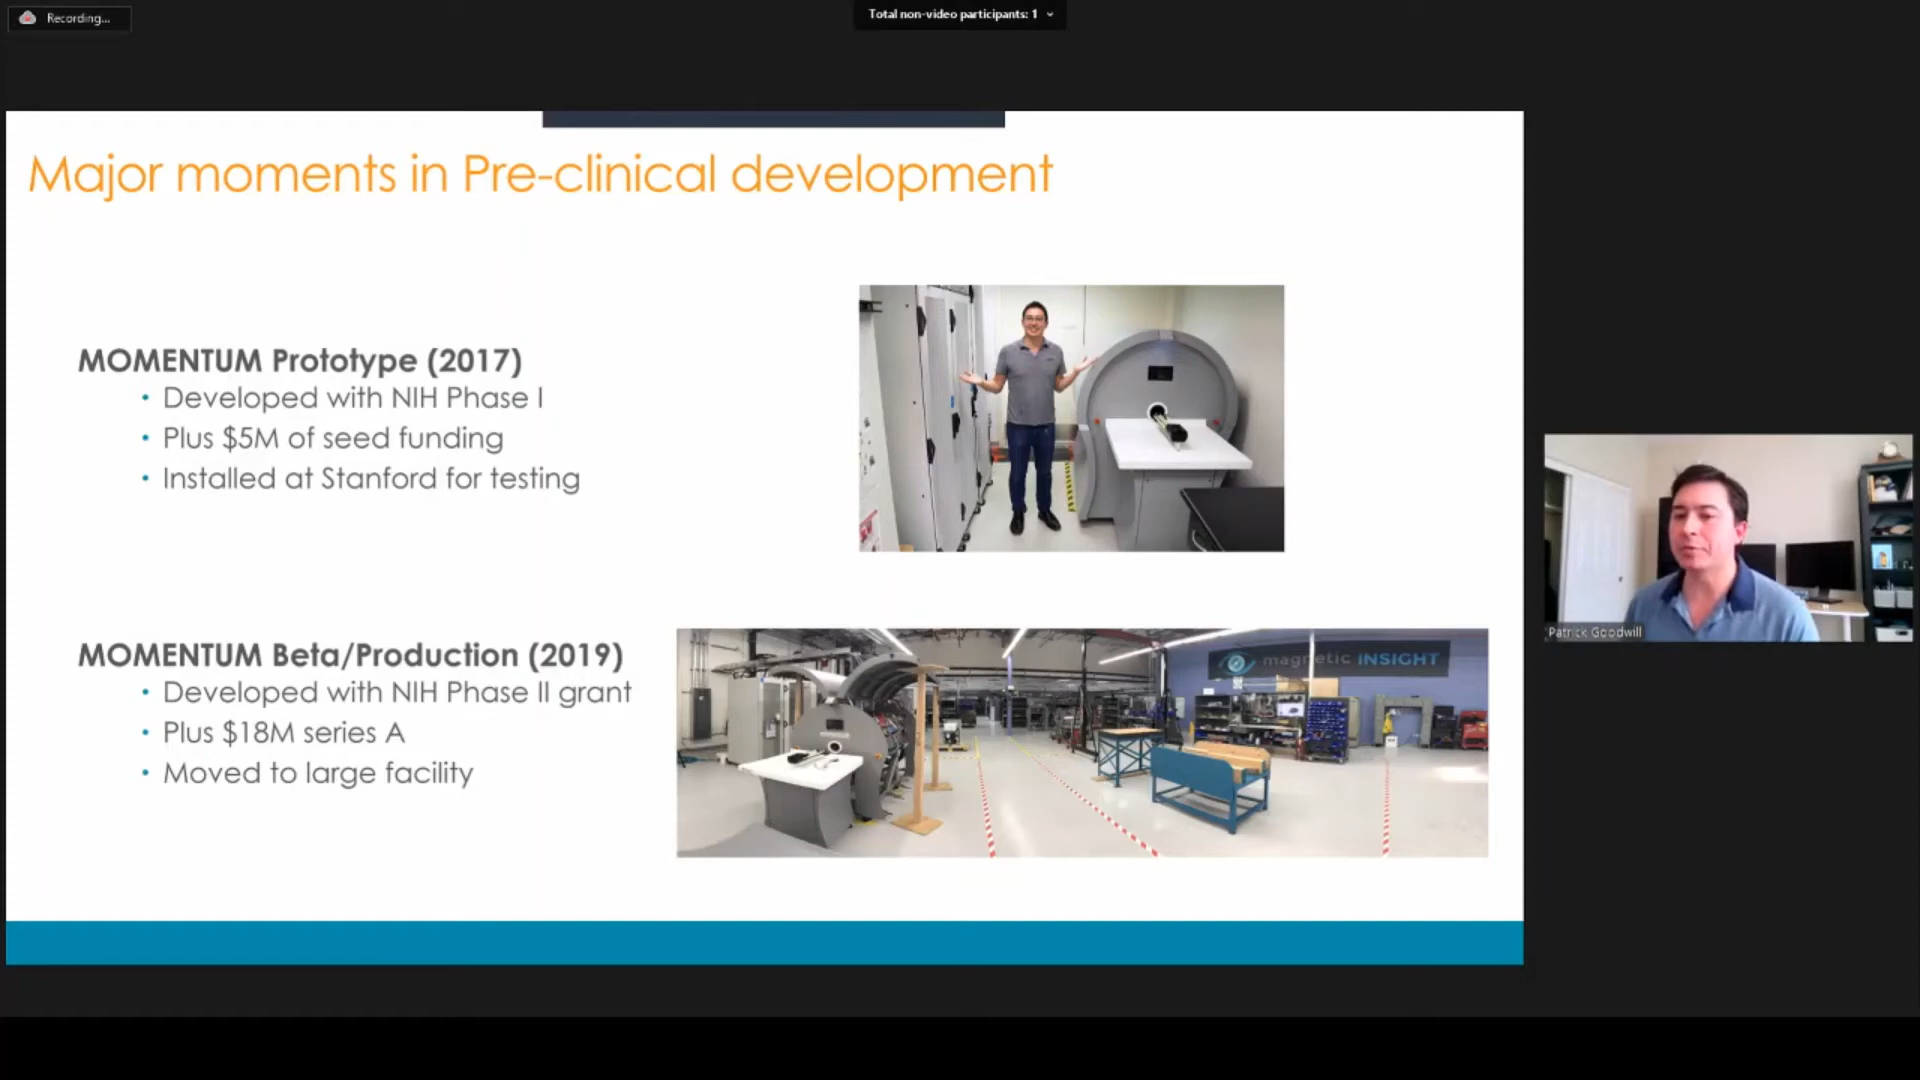 Recording...
Total non-video participants: 1
Major moments in Pre-clinical development
MOMENTUM Prototype (2017)
• Developed with NIH Phase I
• Plus $5M of seed funding
• Installed at Stanford for testing
MOMENTUM Beta/Production (2019)
• Developed with NIH Phase II grant
• Plus $18M series A
• Moved to large facility
magnetic INSIGHT
Patrick Goodwill